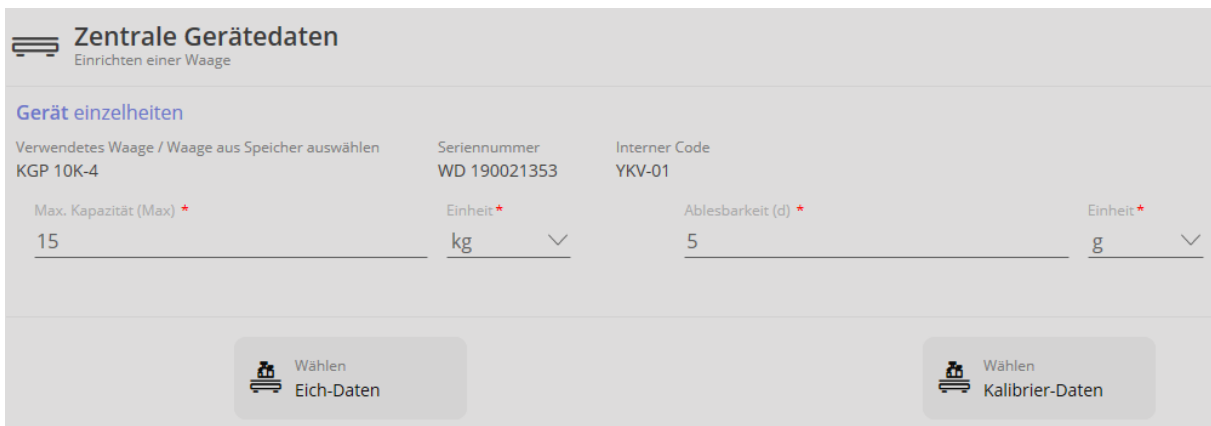 Zentrale Gerätedaten
Einrichten einer Waage
Gerät einzelheiten
Verwendetes Waage / Waage aus Speicher auswählen Seriennummer Interner Code
KGP 10K-4 WD 190021353 YKV-01
Max. Kapazität (Max) * Einheit * Ablesbarkeit (d) * Einheit *
15 kg 5 g
Wählen Wählen
Eich-Daten Kalibrier-Daten